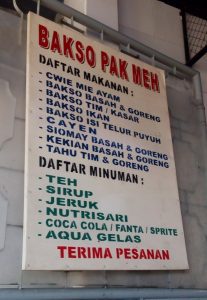 BAKSO PAK MEH
DAFTAR MAKANAN :
- CWIE MIE AYAM
- BAKSO BASAH & GORENG
- BAKSO TIM / KASAR
- BAKSO IKAN
- BAKSO ISI TELUR PUYUH
- CAYEN
- SIOMAY BASAH & GORENG
- KEKIAN BASAH & GORENG
- TAHU TIM & GORENG
DAFTAR MINUMAN :
- TEH
- SIRUP
- JERUK
- NUTRISARI
- COCA COLA / FANTA / SPRITE
- AQUA GELAS
TERIMA PESANAN